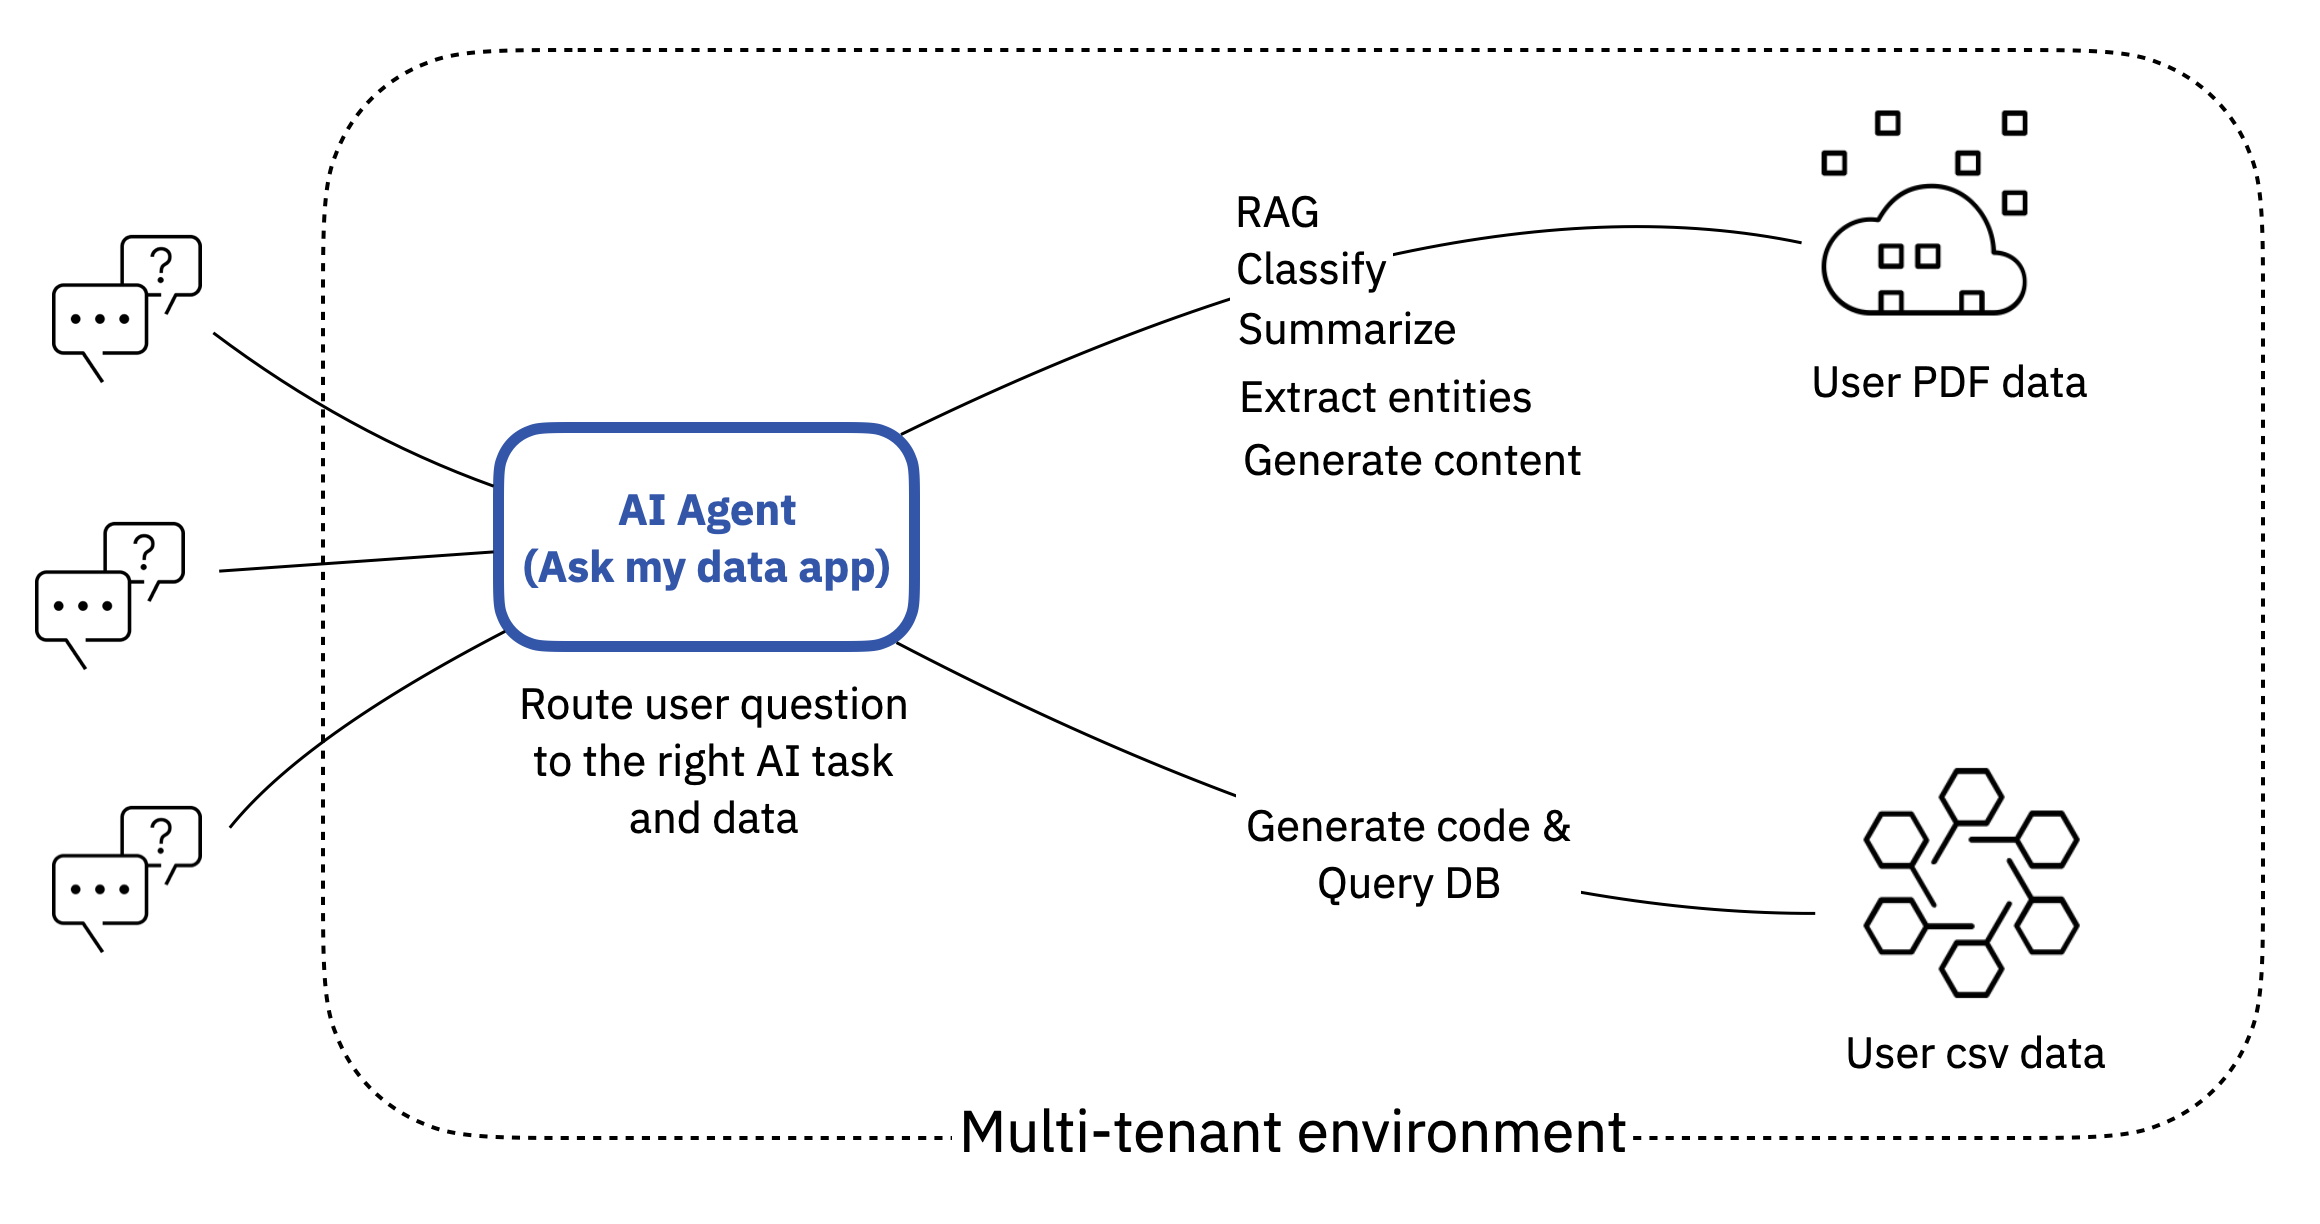 ?
?
?
AI Agent
(Ask my data app)
Route user question
to the right AI task
and data
RAG
Classify
Summarize
Extract entities
Generate content
User PDF data
Generate code &
Query DB
User csv data
Multi-tenant environment